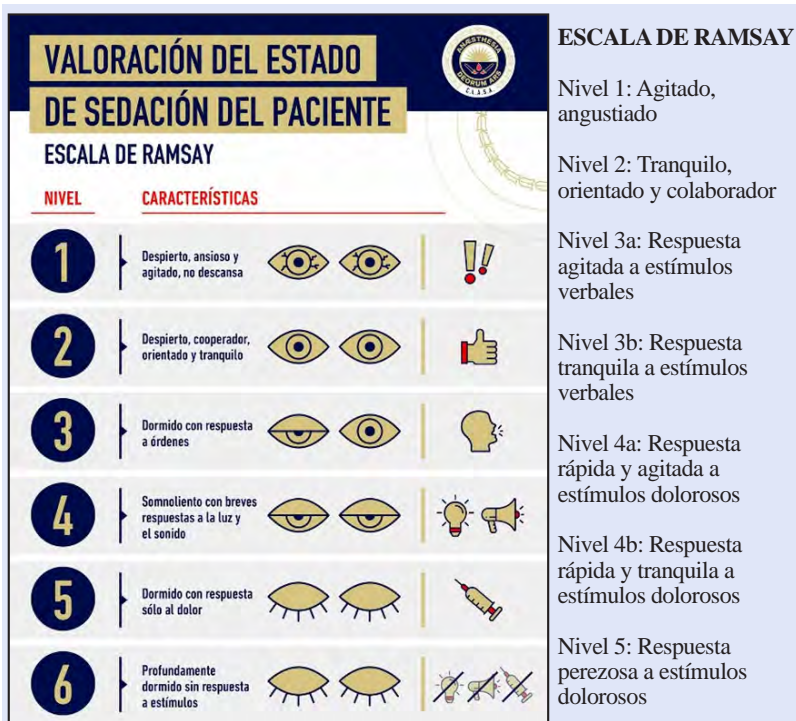 VALORACIÓN DEL ESTADO
DE SEDACIÓN DEL PACIENTE
ESCALA DE RAMSAY
ANÆSTHESIA
DEORUM ARS
C.L.A.S.A.
NIVEL CARACTERÍSTICAS
1
Despierto, ansioso y
agitado, no descansa
2
Despierto, cooperador,
orientado y tranquilo
3
Dormido con respuesta
a órdenes
4
Somnoliento con breves
respuestas a la luz y
el sonido
5
Dormido con respuesta
sólo al dolor
6
Profundamente
dormido sin respuesta
a estímulos
ESCALA DE RAMSAY
Nivel 1: Agitado,
angustiado
Nivel 2: Tranquilo,
orientado y colaborador
Nivel 3a: Respuesta
agitada a estímulos
verbales
Nivel 3b: Respuesta
tranquila a estímulos
verbales
Nivel 4a: Respuesta
rápida y agitada a
estímulos dolorosos
Nivel 4b: Respuesta
rápida y tranquila a
estímulos dolorosos
Nivel 5: Respuesta
perezosa a estímulos
dolorosos